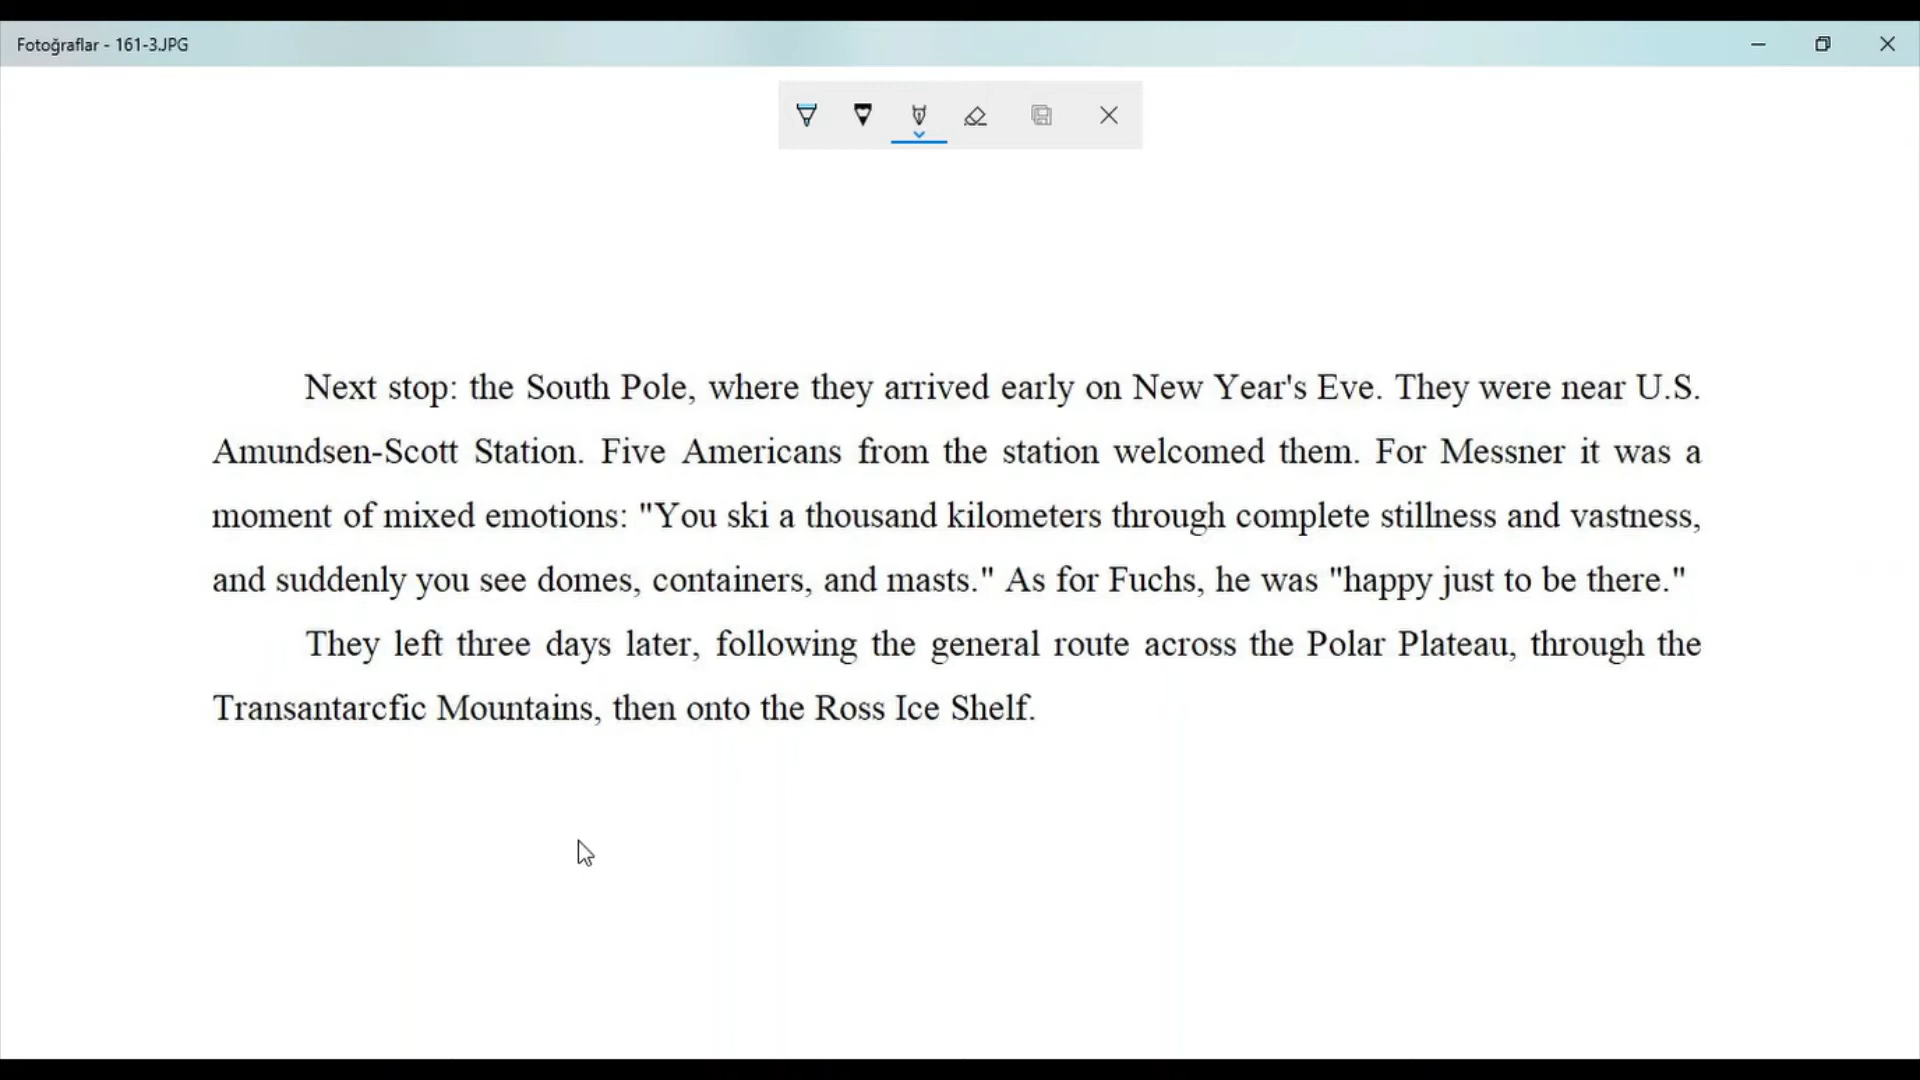 Fotoğraflar - 161-3.JPG
Next stop: the South Pole, where they arrived early on New Year's Eve. They were near U.S.
Amundsen-Scott Station. Five Americans from the station welcomed them. For Messner it was a
moment of mixed emotions: "You ski a thousand kilometers through complete stillness and vastness,
and suddenly you see domes, containers, and masts." As for Fuchs, he was "happy just to be there."
They left three days later, following the general route across the Polar Plateau, through the
Transantarcfic Mountains, then onto the Ross Ice Shelf.